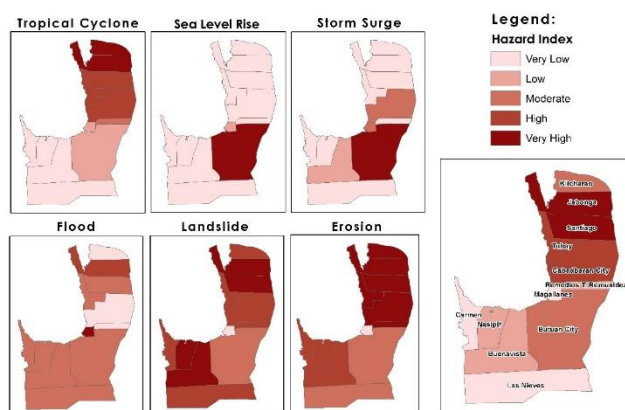 Tropical Cyclone
Sea Level Rise
Storm Surge
Legend:
Hazard Index
Very Low
Low
Moderate
High
Very High
Flood
Landslide
Erosion
Kitcharao
Jabonga
Santiago
Tubay
Cabadbaran City
Remedios T. Romualdez
Magallanes
Carmen
Nasipit
Buenavista
Butuan City
Las Nieves